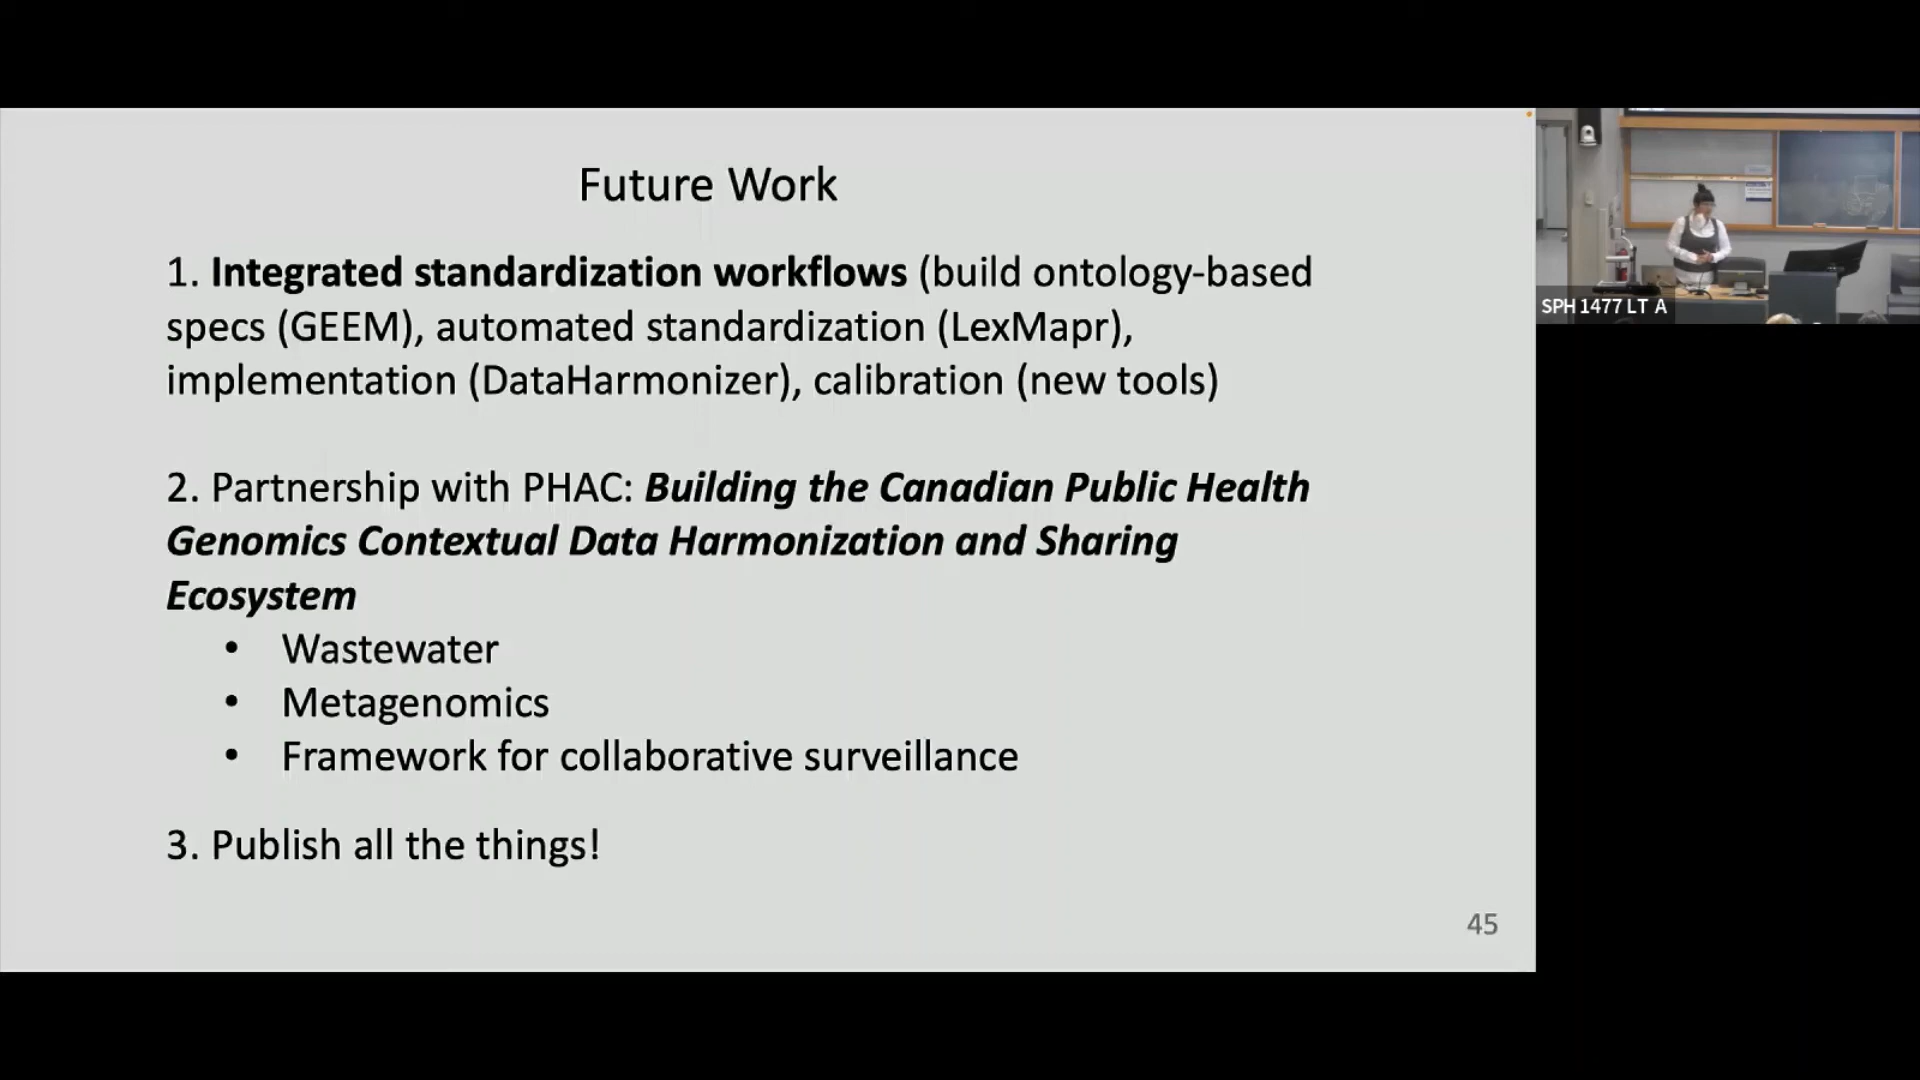 Future Work
1. Integrated standardization workflows (build ontology-based
specs (GEEM), automated standardization (LexMapr),
implementation (DataHarmonizer), calibration (new tools)
2. Partnership with PHAC: Building the Canadian Public Health
Genomics Contextual Data Harmonization and Sharing
Ecosystem
• Wastewater
• Metagenomics
• Framework for collaborative surveillance
3. Publish all the things!
45
SPH 1477 LT A